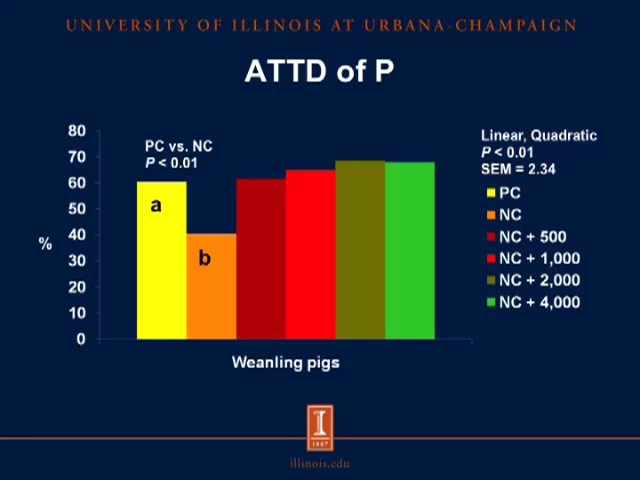 UNIVERSITY OF ILLINOIS AT URBANA-CHAMPAIGN
ATTD of P
80
70
60
50
40
30
20
10
0
%
PC vs. NC
P < 0.01
a
b
Weanling pigs
Linear, Quadratic
P < 0.01
SEM = 2.34
PC
NC
NC + 500
NC + 1,000
NC + 2,000
NC + 4,000
I
1867
illinois.edu